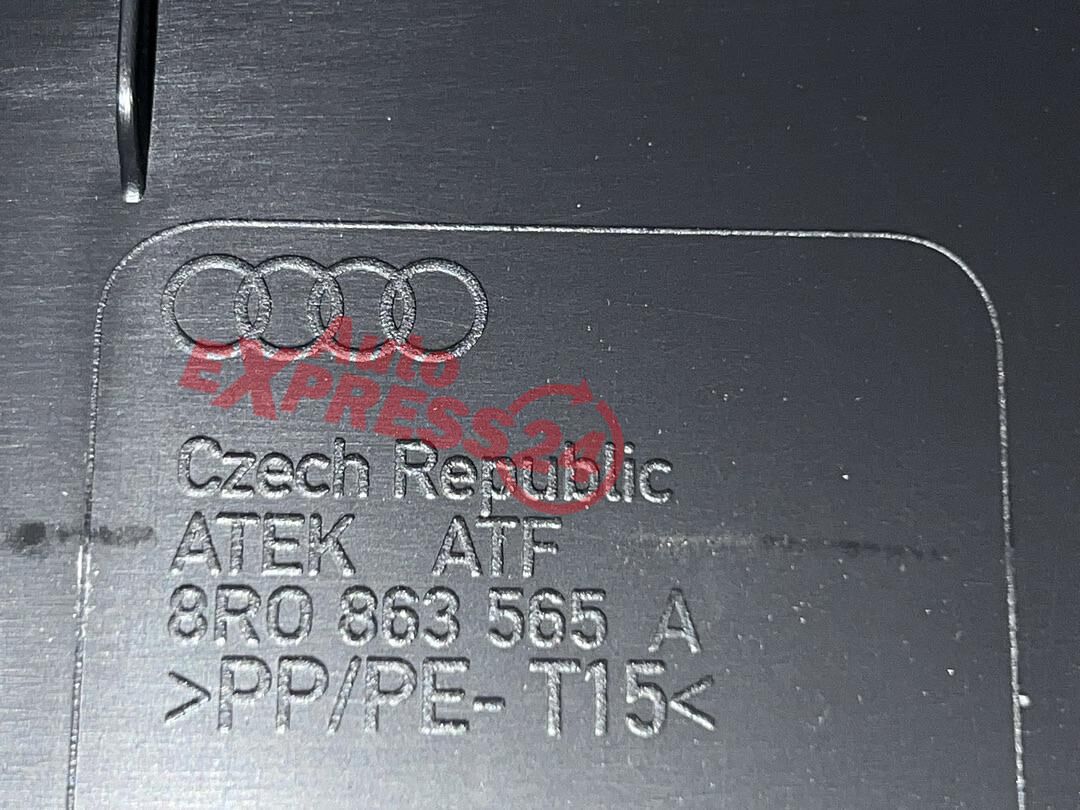 Auto
EXPRESS24
Czech Republic
ATEK ATF
8R0 863 565 A
>PP/PE- T15<